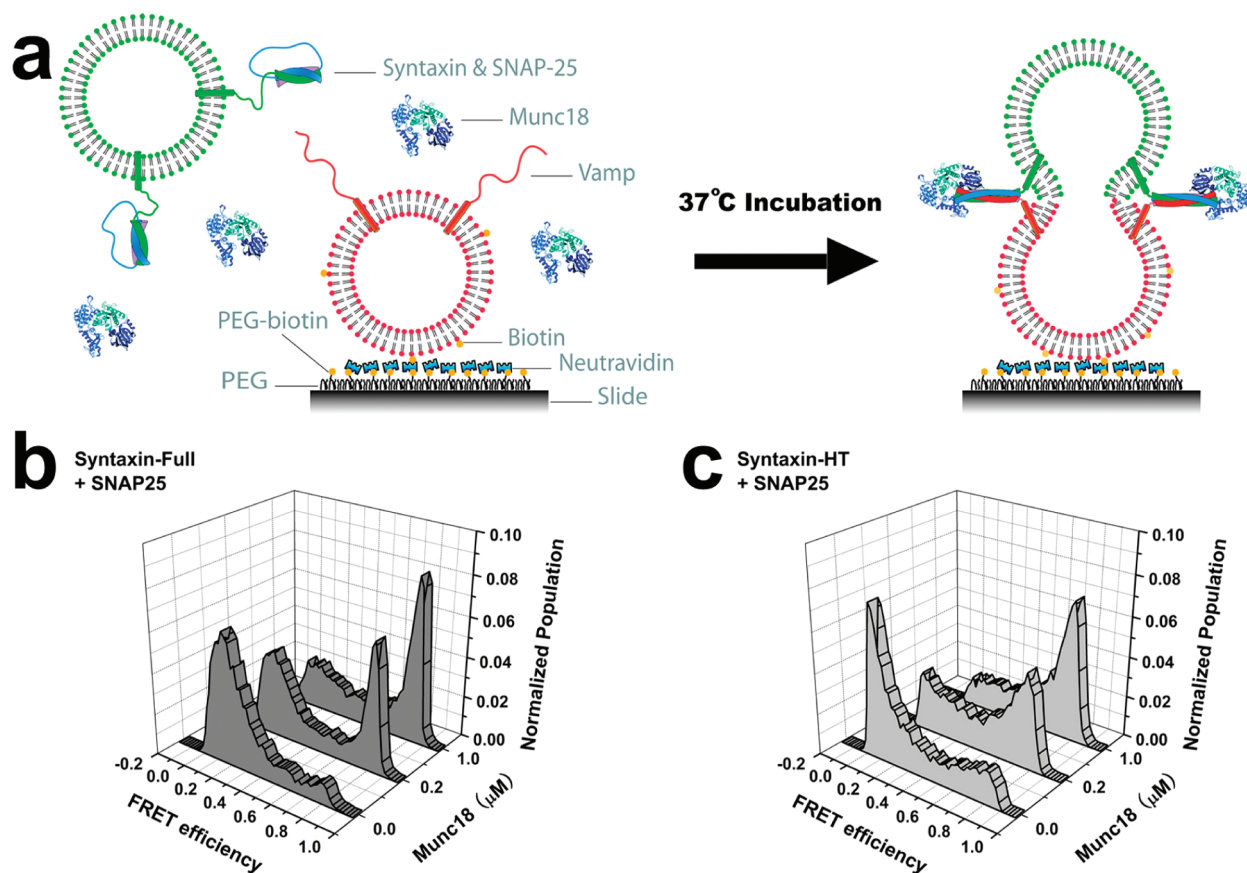 a
Syntaxin & SNAP-25
Munc18
Vamp
37°C Incubation
PEG-biotin
Biotin
Neutravidin
PEG
Slide
b
Syntaxin-Full
+ SNAP25
0.10
0.08
0.06
0.04
0.02
0.00
Normalized Population
-0.2
0.0
0.2
0.4
0.6
0.8
1.0
FRET efficiency
0.0
0.2
1.0
Munc18 (μM)
c
Syntaxin-HT
+ SNAP25
0.10
0.08
0.06
0.04
0.02
0.00
Normalized Population
-0.2
0.0
0.2
0.4
0.6
0.8
1.0
FRET efficiency
0.0
0.2
1.0
Munc18 (μM)